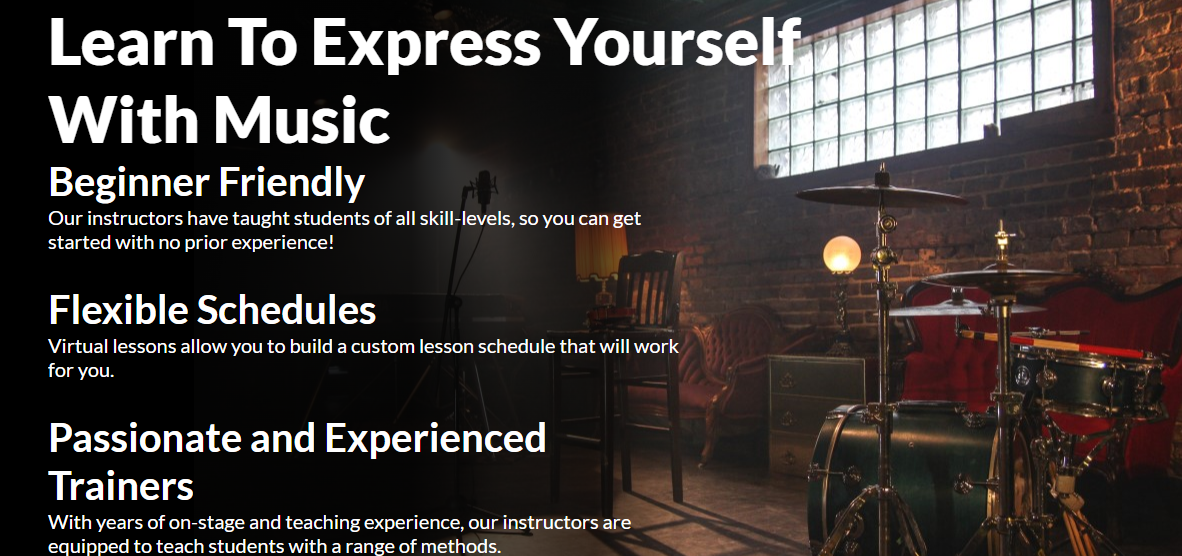 Learn To Express Yourself
With Music
Beginner Friendly
Our instructors have taught students of all skill-levels, so you can get
started with no prior experience!
Flexible Schedules
Virtual lessons allow you to build a custom lesson schedule that will work
for you.
Passionate and Experienced
Trainers
With years of on-stage and teaching experience, our instructors are
equipped to teach students with a range of methods.